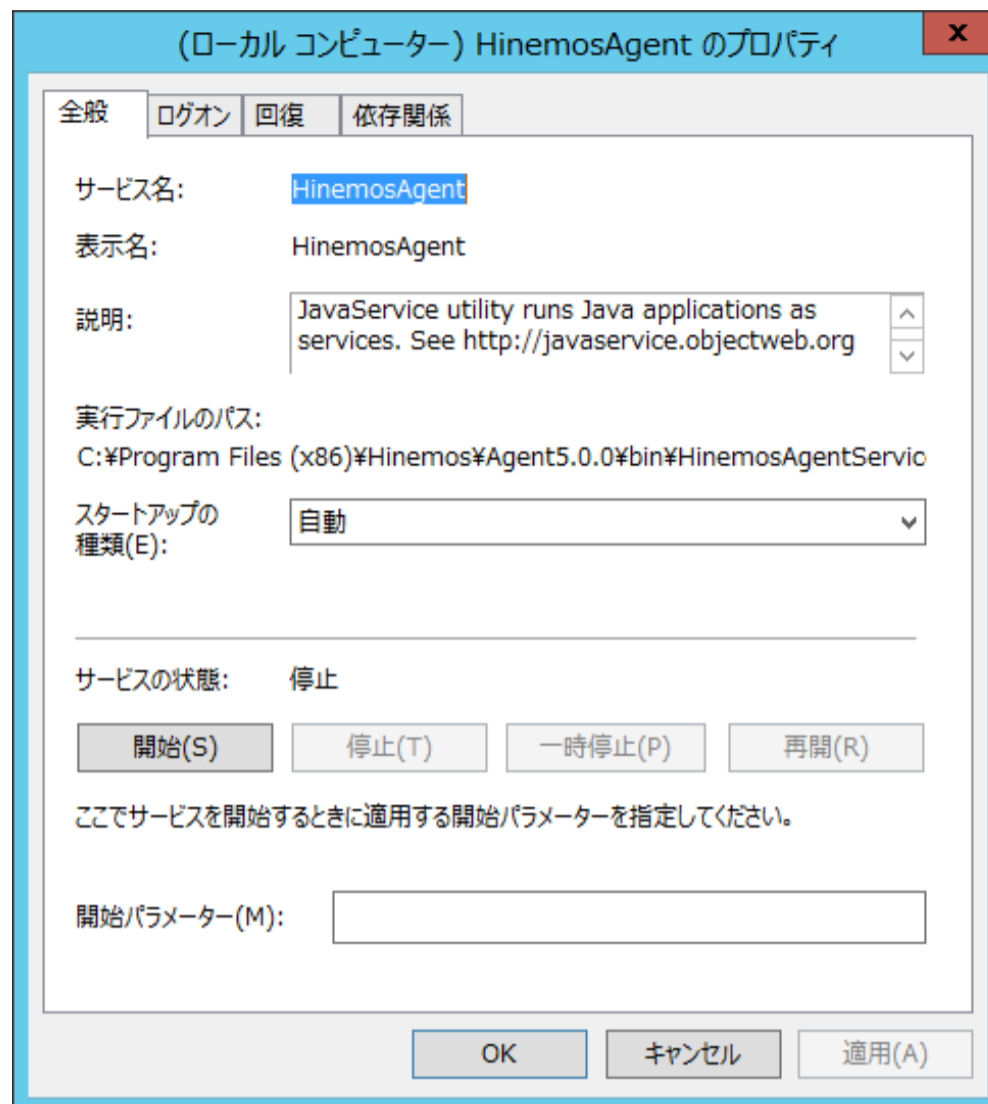 (ローカル コンピューター) HinemosAgent のプロパティ
x
全般 ログオン 回復 依存関係
サービス名: HinemosAgent
表示名: HinemosAgent
説明: JavaService utility runs Java applications as
services. See http://javaservice.objectweb.org
実行ファイルのパス:
C:¥Program Files (x86)¥Hinemos¥Agent5.0.0¥bin¥HinemosAgentServic
スタートアップの
種類(E): 自動
サービスの状態: 停止
開始(S) 停止(T) 一時停止(P) 再開(R)
ここでサービスを開始するときに適用する開始パラメーターを指定してください。
開始パラメーター(M):
OK キャンセル 適用(A)